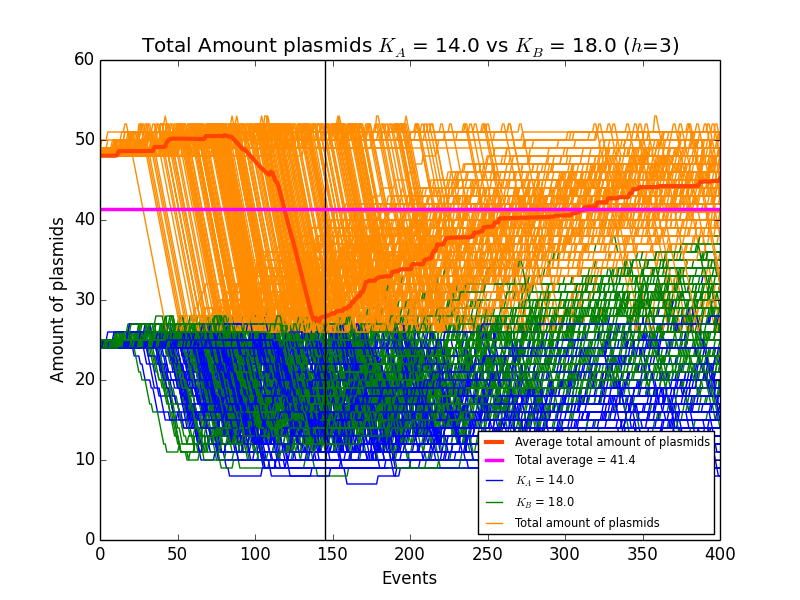 Total Amount plasmids K_A = 14.0 vs K_B = 18.0 (h=3)
60
50
40
30
20
10
0
Amount of plasmids
0 50 100 150 200 250 300 350 400
Events
Average total amount of plasmids
Total average = 41.4
K_A = 14.0
K_B = 18.0
Total amount of plasmids